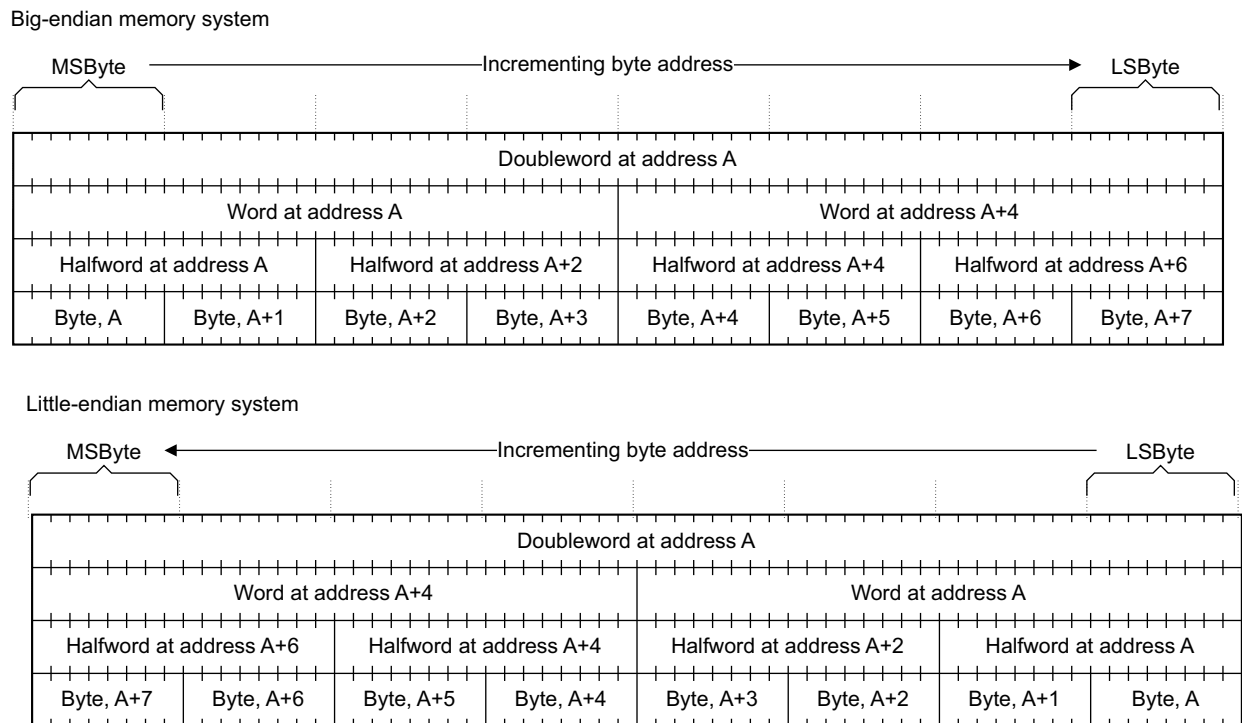 Big-endian memory system
MSByte Incrementing byte address LSByte
Doubleword at address A
Word at address A Word at address A+4
Halfword at address A Halfword at address A+2 Halfword at address A+4 Halfword at address A+6
Byte, A Byte, A+1 Byte, A+2 Byte, A+3 Byte, A+4 Byte, A+5 Byte, A+6 Byte, A+7
Little-endian memory system
MSByte Incrementing byte address LSByte
Doubleword at address A
Word at address A+4 Word at address A
Halfword at address A+6 Halfword at address A+4 Halfword at address A+2 Halfword at address A
Byte, A+7 Byte, A+6 Byte, A+5 Byte, A+4 Byte, A+3 Byte, A+2 Byte, A+1 Byte, A